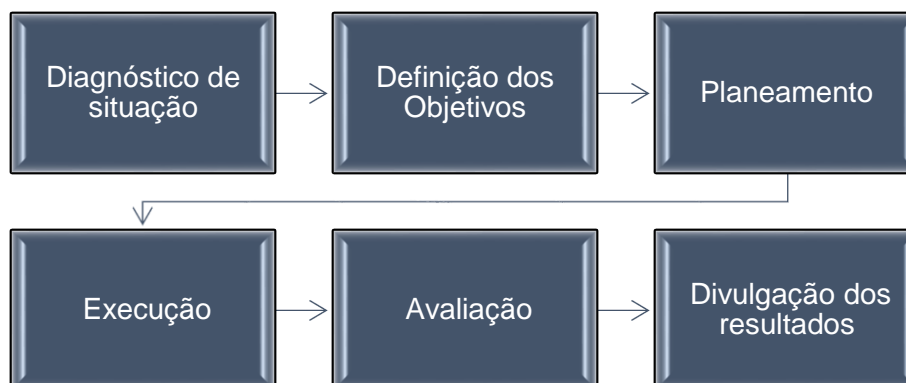 Diagnóstico de
situação
Definição dos
Objetivos
Planeamento
Execução
Avaliação
Divulgação dos
resultados